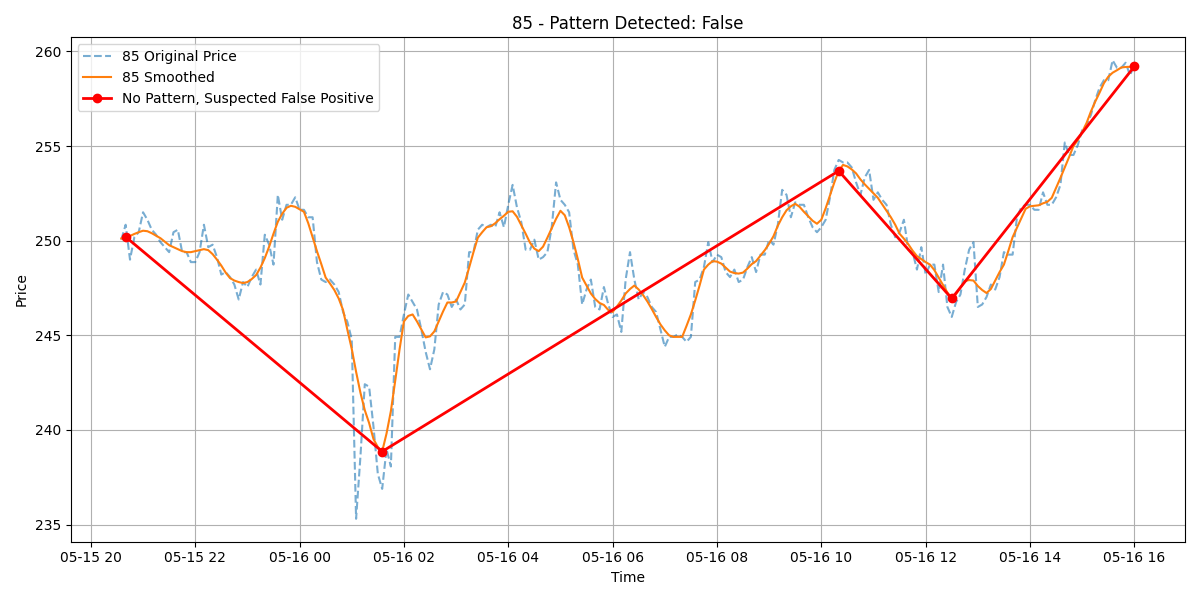 85 - Pattern Detected: False
85 Original Price
85 Smoothed
No Pattern, Suspected False Positive
Price
260
255
250
245
240
235
05-15 20 05-15 22 05-16 00 05-16 02 05-16 04 05-16 06 05-16 08 05-16 10 05-16 12 05-16 14 05-16 16
Time